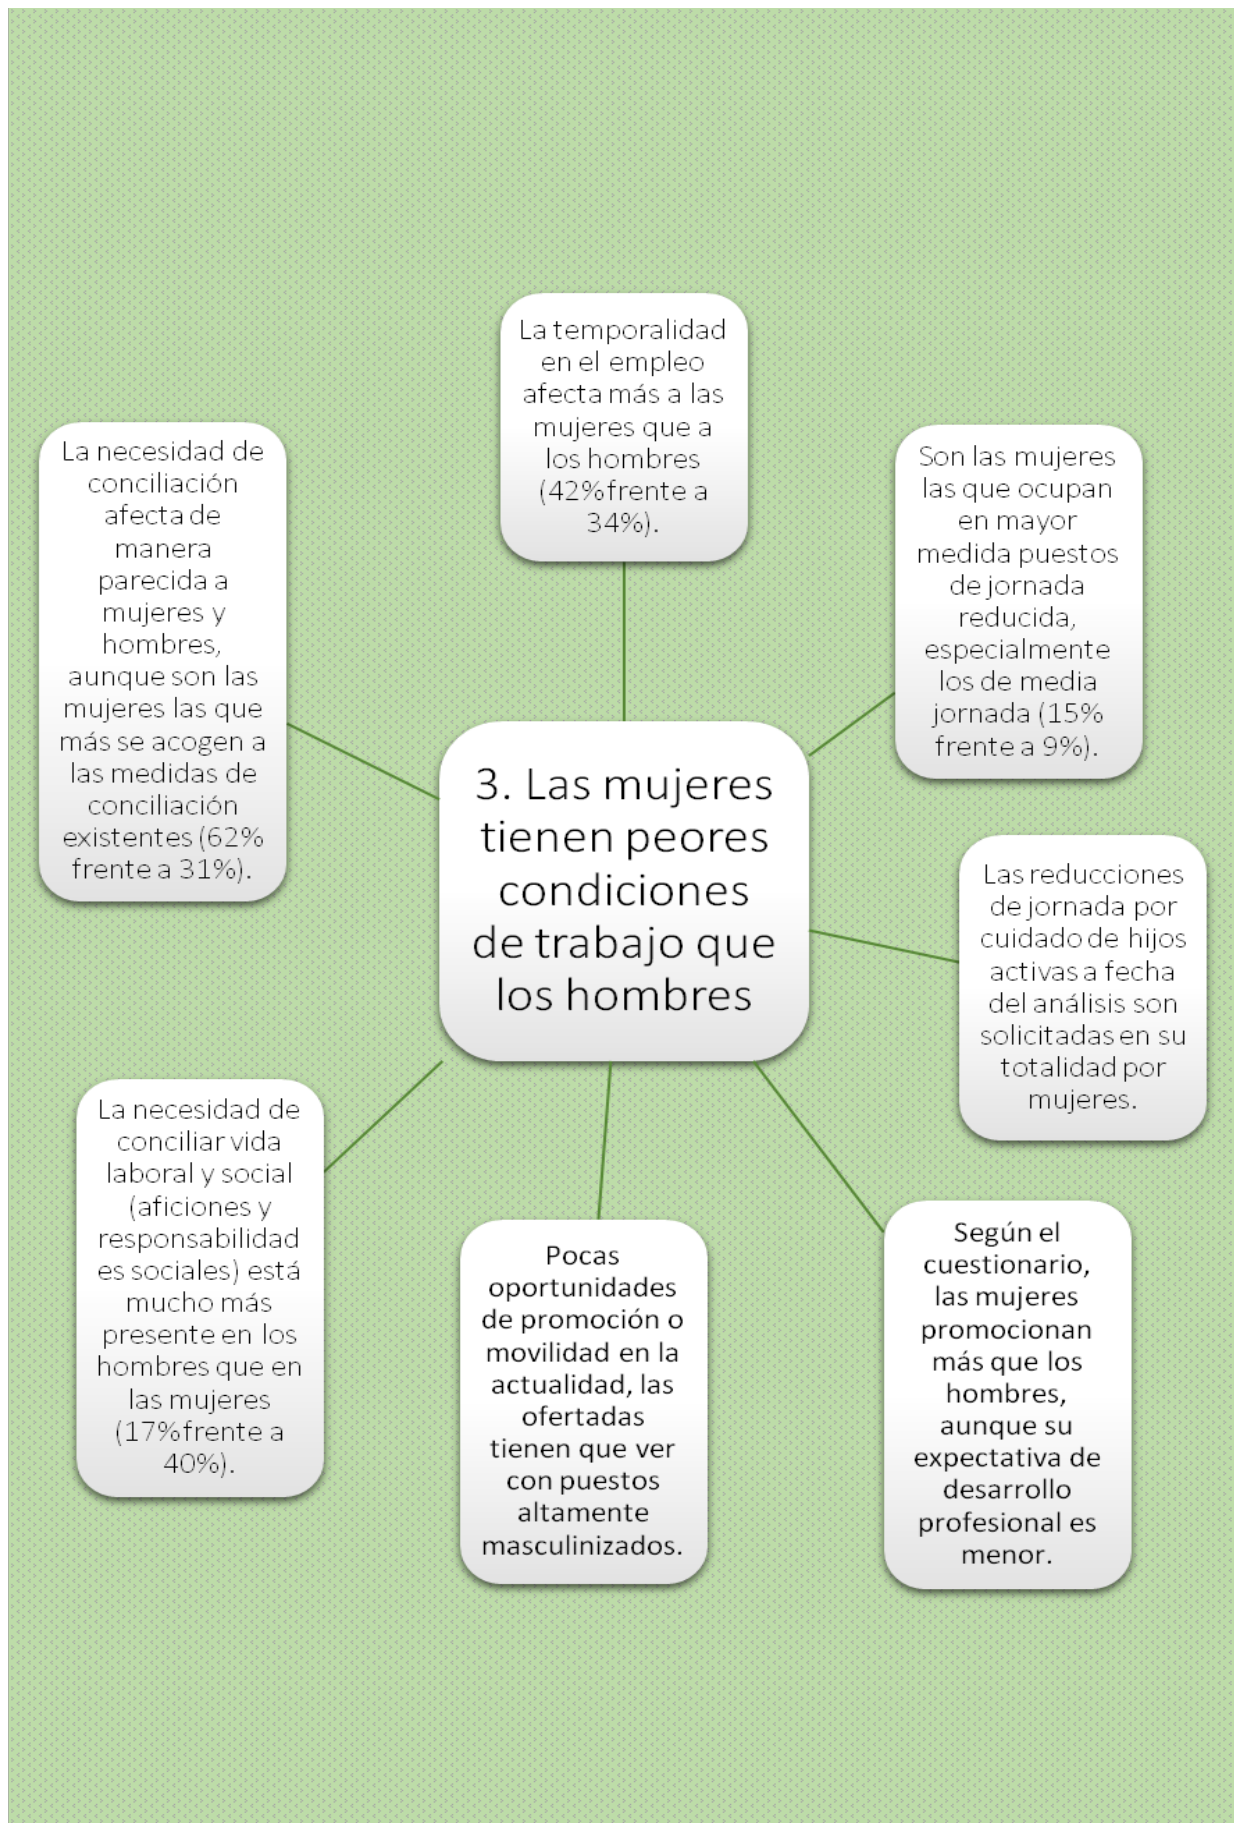 3. Las mujeres
tienen peores
condiciones
de trabajo que
los hombres
La temporalidad
en el empleo
afecta más a las
mujeres que a
los hombres
(42%frente a
34%).
Son las mujeres
las que ocupan
en mayor
medida puestos
de jornada
reducida,
especialmente
los de media
jornada (15%
frente a 9%).
Las reducciones
de jornada por
cuidado de hijos
activas a fecha
del análisis son
solicitadas en su
totalidad por
mujeres.
Según el
cuestionario,
las mujeres
promocionan
más que los
hombres,
aunque su
expectativa de
desarrollo
profesional es
menor.
Pocas
oportunidades
de promoción o
movilidad en la
actualidad, las
ofertadas
tienen que ver
con puestos
altamente
masculinizados.
La necesidad de
conciliar vida
laboral y social
(aficiones y
responsabilidad
es sociales) está
mucho más
presente en los
hombres que en
las mujeres
(17%frente a
40%).
La necesidad de
conciliación
afecta de
manera
parecida a
mujeres y
hombres,
aunque son las
mujeres las que
más se acogen a
las medidas de
conciliación
existentes (62%
frente a 31%).